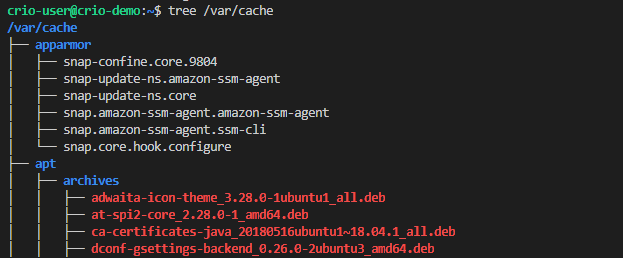 crio-user@crio-demo:~$ tree /var/cache
/var/cache
├── apparmor
│   ├── snap-confine.core.9804
│   ├── snap-update-ns.amazon-ssm-agent
│   ├── snap-update-ns.core
│   ├── snap.amazon-ssm-agent.amazon-ssm-agent
│   ├── snap.amazon-ssm-agent.ssm-cli
│   └── snap.core.hook.configure
├── apt
│   ├── archives
│   │   ├── adwaita-icon-theme_3.28.0-1ubuntu1_all.deb
│   │   ├── at-spi2-core_2.28.0-1_amd64.deb
│   │   ├── ca-certificates-java_20180516ubuntu1~18.04.1_all.deb
│   │   ├── dconf-gsettings-backend_0.26.0-2ubuntu3_amd64.deb